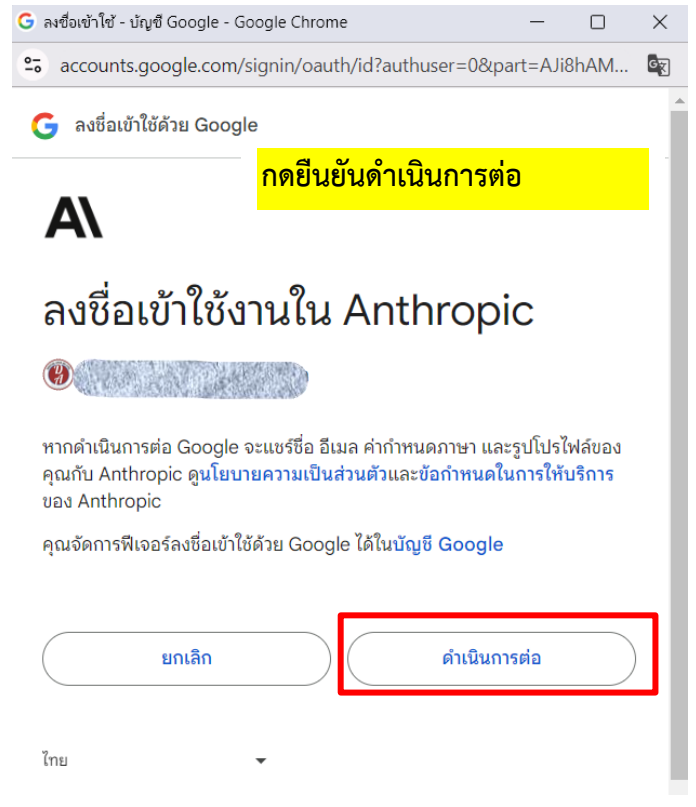 ลงชื่อเข้าใช้ - บัญชี Google - Google Chrome
accounts.google.com/signin/oauth/id?authuser=0&part=AJi8hAM...
ลงชื่อเข้าใช้ด้วย Google
กดยืนยันดำเนินการต่อ
A\
ลงชื่อเข้าใช้งานใน Anthropic
หากดำเนินการต่อ Google จะแชร์ชื่อ อีเมล ค่ากำหนดภาษา และรูปโปรไฟล์ของ
คุณกับ Anthropic ดูนโยบายความเป็นส่วนตัวและข้อกำหนดในการให้บริการ
ของ Anthropic
คุณจัดการฟีเจอร์ลงชื่อเข้าใช้ด้วย Google ได้ในบัญชี Google
ยกเลิก
ดำเนินการต่อ
ไทย